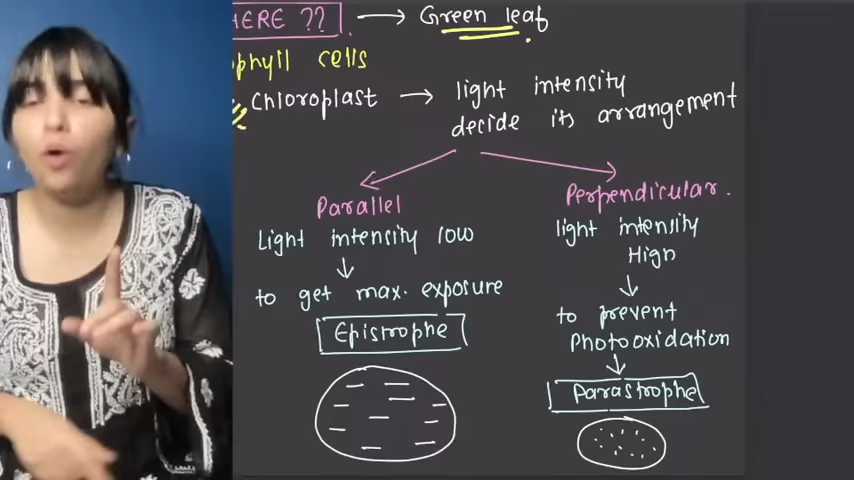 HERE ??
Green leaf
phyll cells
Chloroplast → light intensity
decide its arrangement
Parallel
Light intensity low
to get max. exposure
Epistrophe
Perpendicular.
light intensity
High
to prevent
Photooxidation
Parastrophe